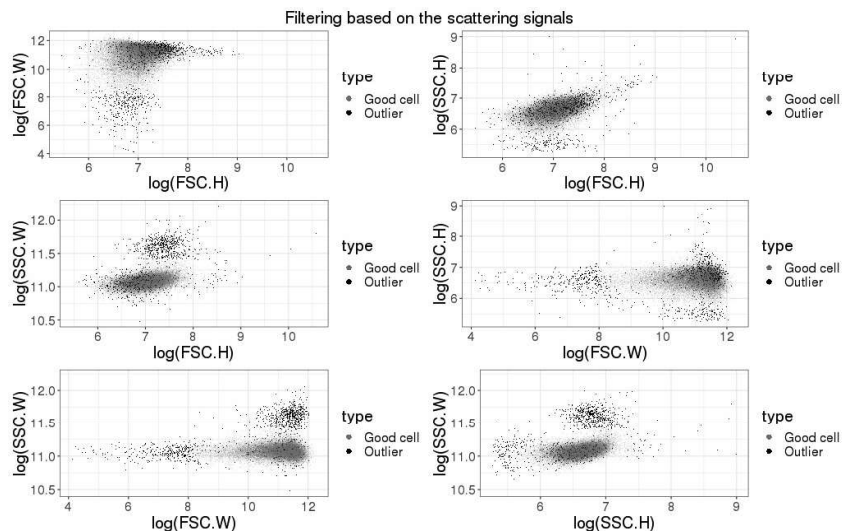 Filtering based on the scattering signals
log(FSC.W)
12
10
8
6
4
6 7 8 9 10
log(FSC.H)
type
Good cell
Outlier
log(SSC.H)
9
8
7
6
6 7 8 9 10
log(FSC.H)
type
Good cell
Outlier
log(SSC.W)
12.0
11.5
11.0
10.5
6 7 8 9 10
log(FSC.H)
type
Good cell
Outlier
log(SSC.H)
9
8
7
6
4 6 8 10 12
log(FSC.W)
type
Good cell
Outlier
log(SSC.W)
12.0
11.5
11.0
10.5
4 6 8 10 12
log(FSC.W)
type
Good cell
Outlier
log(SSC.W)
12.0
11.5
11.0
10.5
6 7 8 9
log(SSC.H)
type
Good cell
Outlier